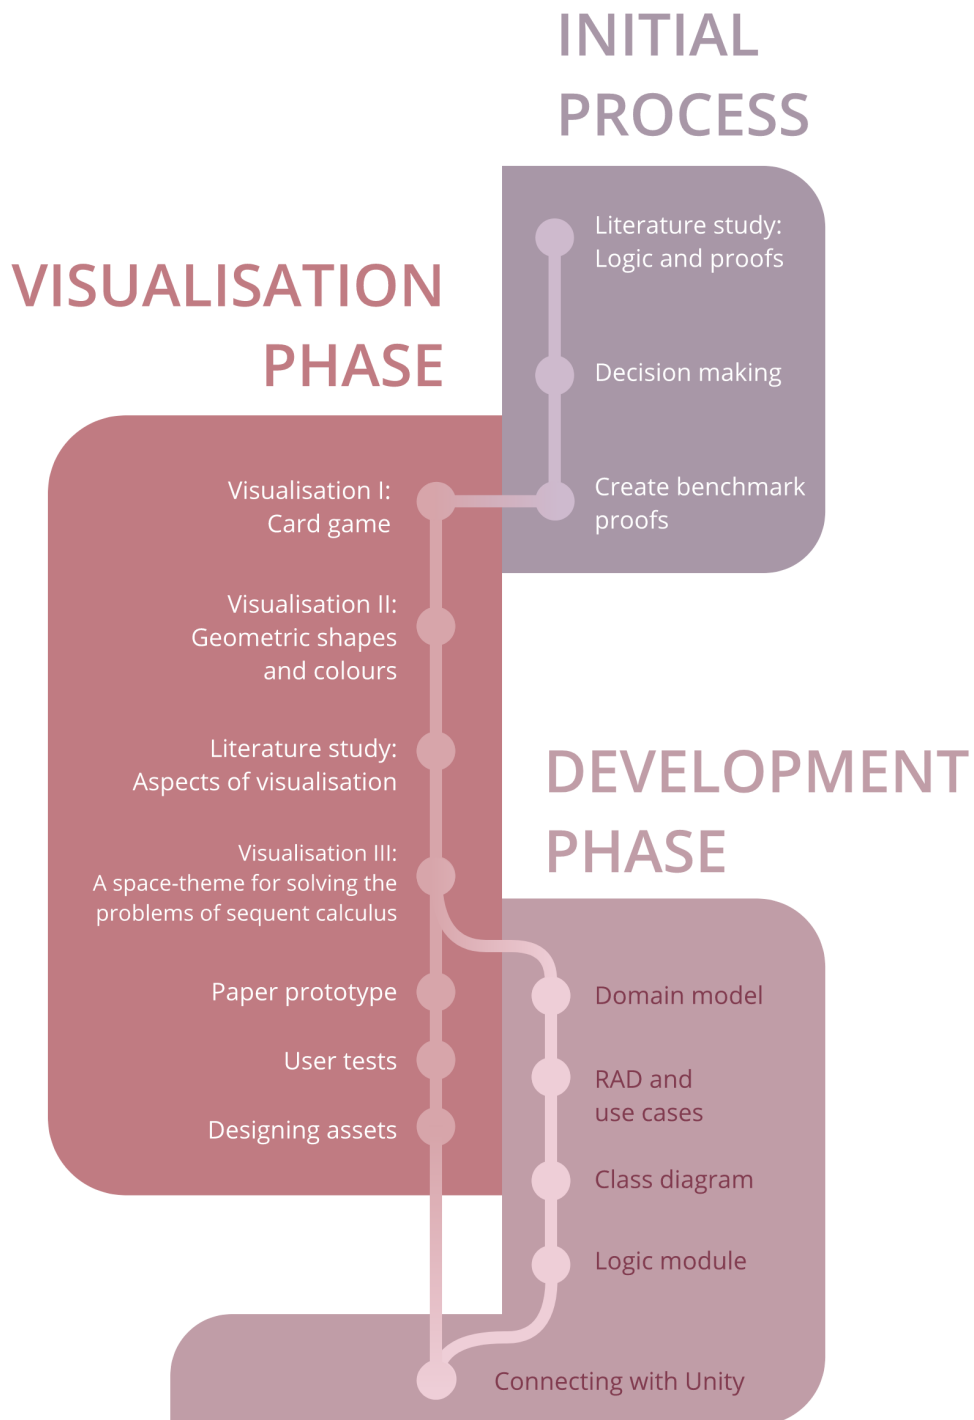 INITIAL
PROCESS
Literature study:
Logic and proofs
Decision making
Create benchmark
proofs
VISUALISATION
PHASE
Visualisation I:
Card game
Visualisation II:
Geometric shapes
and colours
Literature study:
Aspects of visualisation
Visualisation III:
A space-theme for solving the
problems of sequent calculus
Paper prototype
User tests
Designing assets
DEVELOPMENT
PHASE
Domain model
RAD and
use cases
Class diagram
Logic module
Connecting with Unity